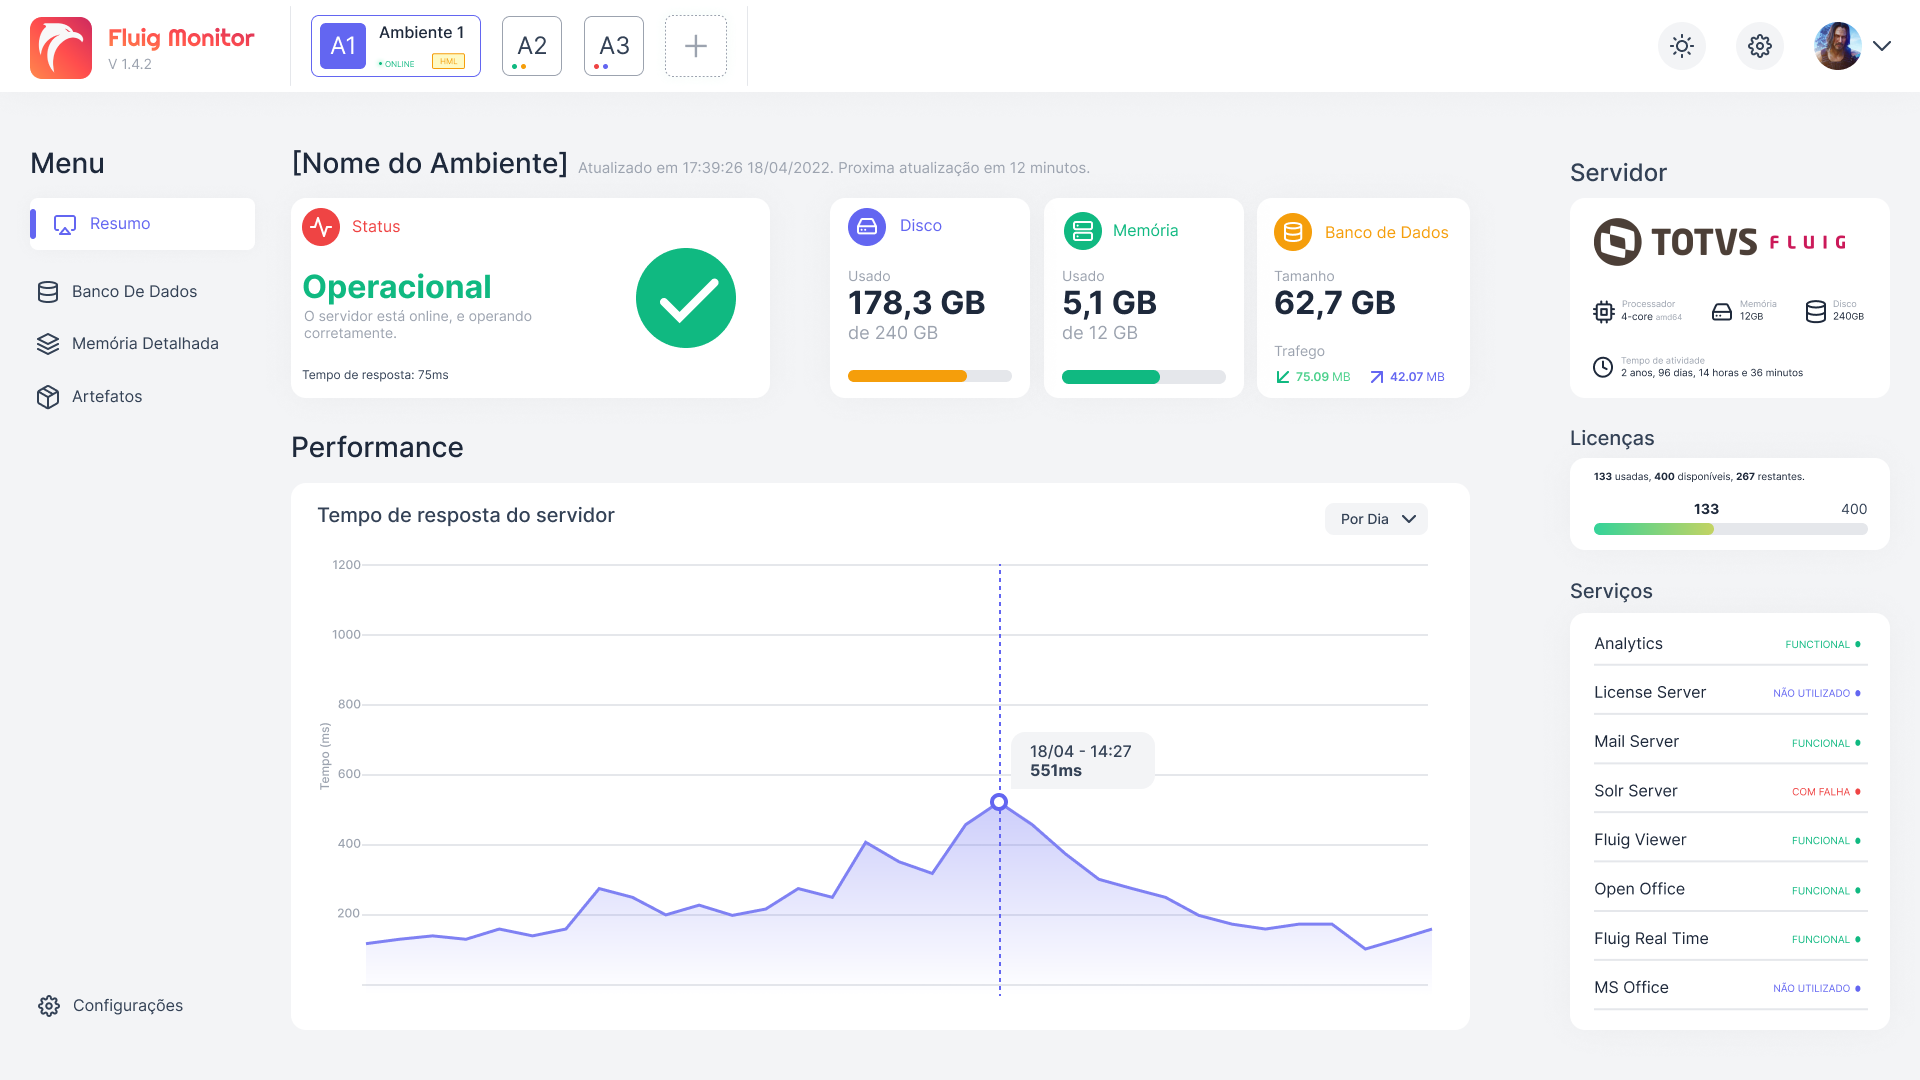 Fluig Monitor
V 1.4.2
A1
Ambiente 1
ONLINE
HML
A2
A3
Menu
Resumo
Banco De Dados
Memória Detalhada
Artefatos
Configurações
[Nome do Ambiente]
Atualizado em 17:39:26 18/04/2022. Proxima atualização em 12 minutos.
Status
Operacional
O servidor está online, e operando
corretamente.
Tempo de resposta: 75ms
Disco
Usado
178,3 GB
de 240 GB
Memória
Usado
5,1 GB
de 12 GB
Banco de Dados
Tamanho
62,7 GB
Trafego
75.09 MB
42.07 MB
Performance
Tempo de resposta do servidor
Por Dia
1200
1000
800
600
400
200
Tempo (ms)
18/04 - 14:27
551ms
Servidor
TOTVS FLUIG
Processador
4-core amd64
Memória
12GB
Disco
240GB
Tempo de atividade
2 anos, 96 dias, 14 horas e 36 minutos
Licenças
133 usadas, 400 disponíveis, 267 restantes.
133
400
Serviços
Analytics FUNCTIONAL
License Server NÃO UTILIZADO
Mail Server FUNCIONAL
Solr Server COM FALHA
Fluig Viewer FUNCIONAL
Open Office FUNCIONAL
Fluig Real Time FUNCIONAL
MS Office NÃO UTILIZADO